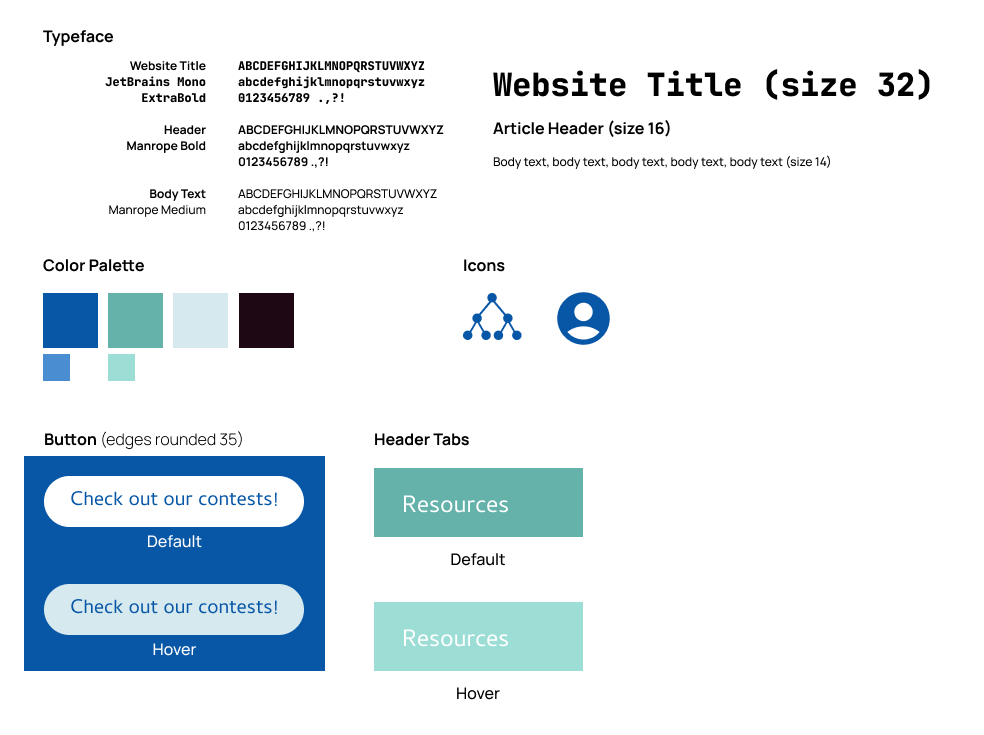 Typeface
Website Title
JetBrains Mono
ExtraBold
ABCDEFGHIJKLMNOPQRSTUVWXYZ
abcdefghijklmnopqrstuvwxyz
0123456789 .,?!
Header
Manrope Bold
ABCDEFGHIJKLMNOPQRSTUVWXYZ
abcdefghijklmnopqrstuvwxyz
0123456789 .,?!
Body Text
Manrope Medium
ABCDEFGHIJKLMNOPQRSTUVWXYZ
abcdefghijklmnopqrstuvwxyz
0123456789 .,?!
Website Title (size 32)
Article Header (size 16)
Body text, body text, body text, body text, body text (size 14)
Color Palette
Icons
Button (edges rounded 35)
Check out our contests!
Default
Check out our contests!
Hover
Header Tabs
Resources
Default
Resources
Hover